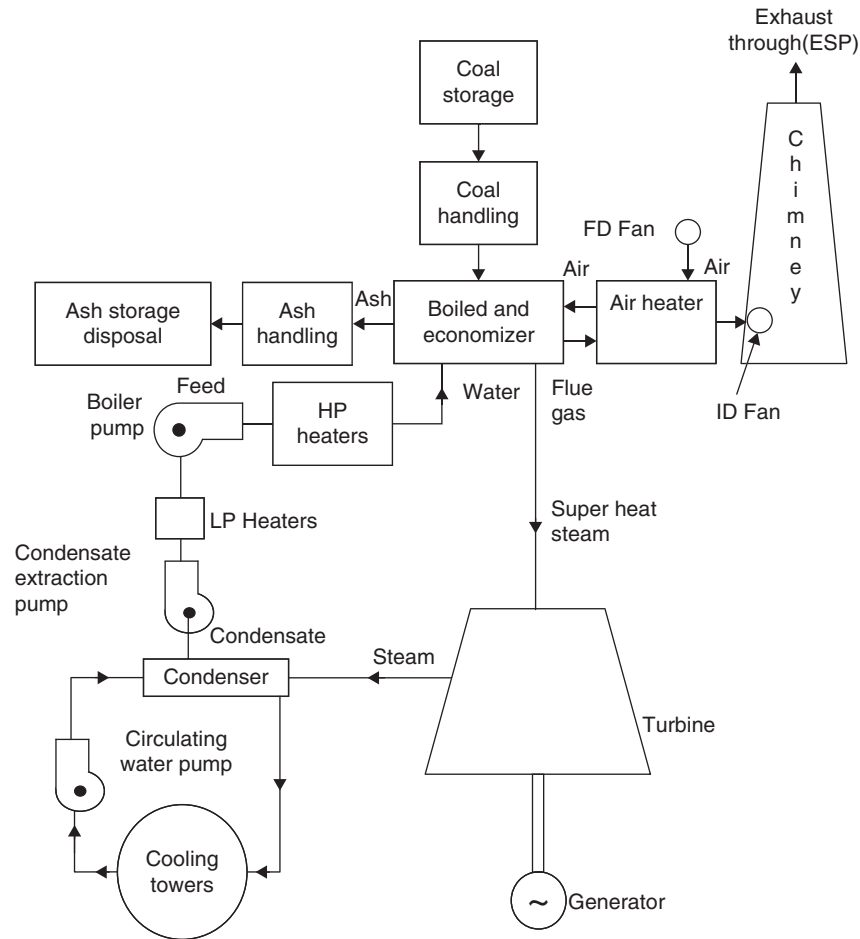 Exhaust
through(ESP)
Coal
storage
Chimney
Coal
handling
FD Fan
Air
Air
Ash storage
disposal
Ash
handling
Ash
Boiled and
economizer
Air heater
Feed
Boiler
pump
HP
heaters
Water
Flue
gas
ID Fan
LP Heaters
Super heat
steam
Condensate
extraction
pump
Condensate
Steam
Condenser
Turbine
Circulating
water pump
Cooling
towers
~
Generator